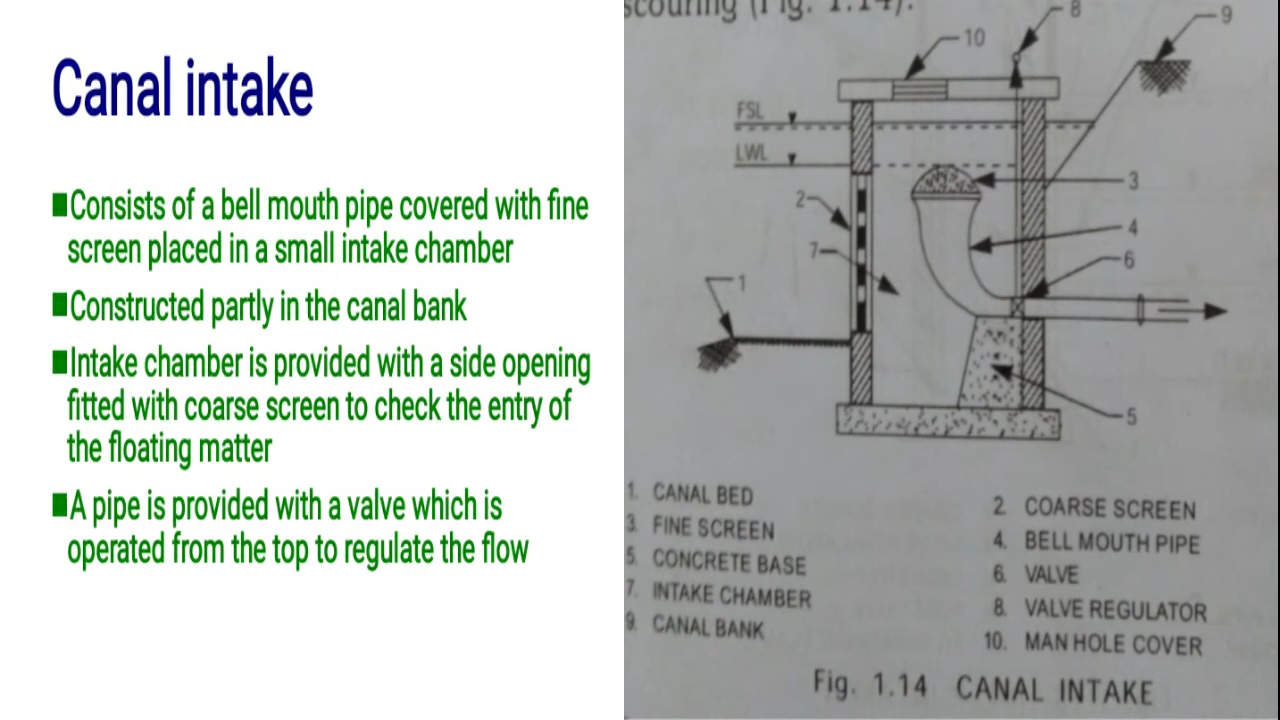 Canal intake
■Consists of a bell mouth pipe covered with fine
screen placed in a small intake chamber
■Constructed partly in the canal bank
■Intake chamber is provided with a side opening
fitted with coarse screen to check the entry of
the floating matter
■A pipe is provided with a valve which is
operated from the top to regulate the flow
scouring (Fig. 1.14).
8
9
10
FSL
LWL
3
2
4
7
6
1
5
1. CANAL BED
2. COARSE SCREEN
3. FINE SCREEN
4. BELL MOUTH PIPE
5. CONCRETE BASE
6. VALVE
7. INTAKE CHAMBER
8. VALVE REGULATOR
9. CANAL BANK
10. MAN HOLE COVER
Fig. 1.14 CANAL INTAKE